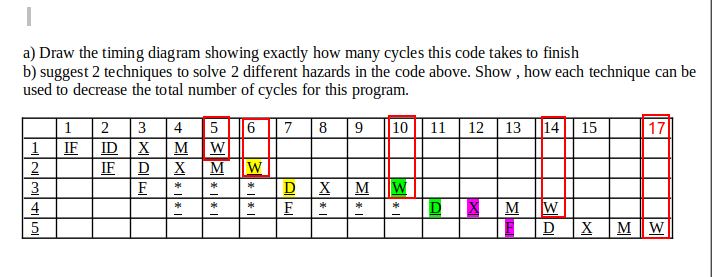 a) Draw the timing diagram showing exactly how many cycles this code takes to finish
b) suggest 2 techniques to solve 2 different hazards in the code above. Show , how each technique can be
used to decrease the total number of cycles for this program.
1 2 3 4 5 6 7 8 9 10 11 12 13 14 15 17
1 IF ID X M W
2 IF D X M W
3 F * * * D X M W
4 * * * F * * * D X M W
5 F D X M W